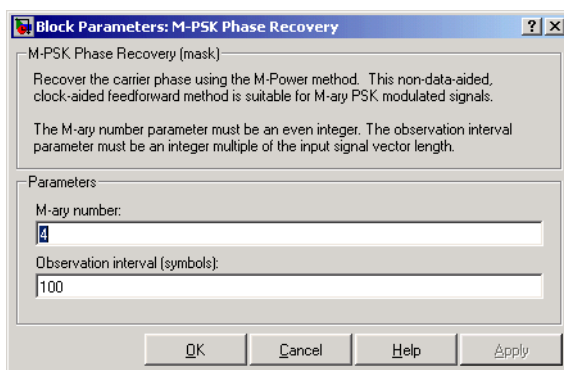 Block Parameters: M-PSK Phase Recovery
M-PSK Phase Recovery (mask)
Recover the carrier phase using the M-Power method. This non-data-aided,
clock-aided feedforward method is suitable for M-ary PSK modulated signals.
The M-ary number parameter must be an even integer. The observation interval
parameter must be an integer multiple of the input signal vector length.
Parameters
M-ary number:
4
Observation interval (symbols):
100
OK Cancel Help Apply